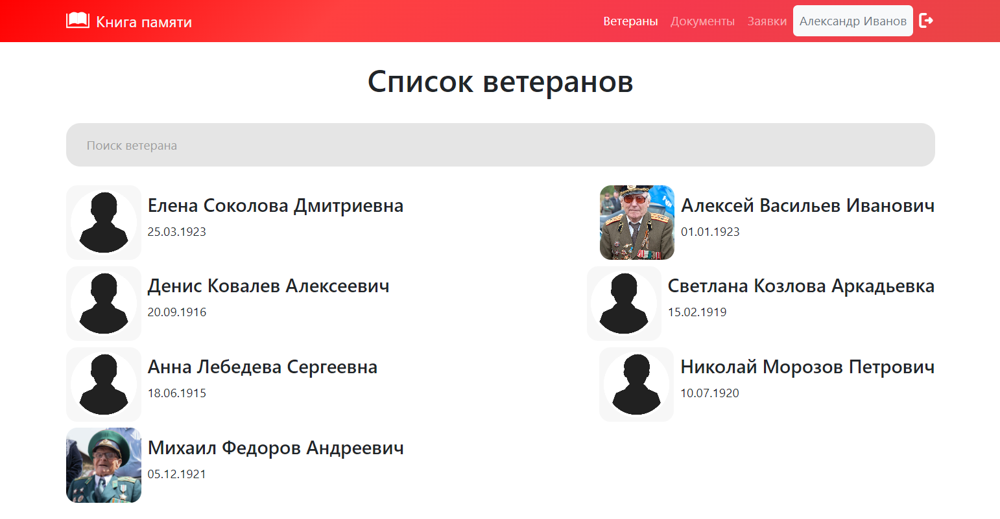 Книга памяти
Ветераны Документы Заявки Александр Иванов
Список ветеранов
Поиск ветерана
Елена Соколова Дмитриевна
25.03.1923
Алексей Васильев Иванович
01.01.1923
Денис Ковалев Алексеевич
20.09.1916
Светлана Козлова Аркадьевка
15.02.1919
Анна Лебедева Сергеевна
18.06.1915
Николай Морозов Петрович
10.07.1920
Михаил Федоров Андреевич
05.12.1921